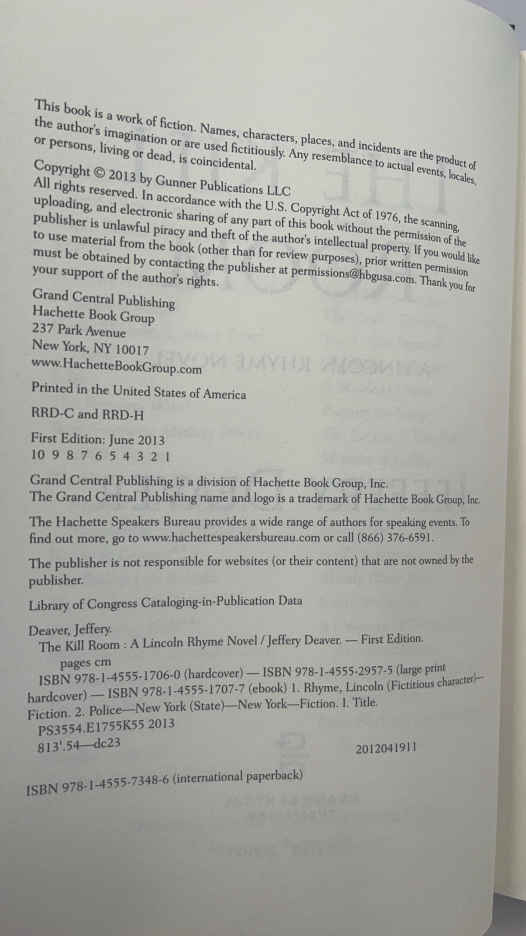 This book is a work of fiction. Names, characters, places, and incidents are the product of
the author's imagination or are used fictitiously. Any resemblance to actual events, locales,
or persons, living or dead, is coincidental.
Copyright © 2013 by Gunner Publications LLC
All rights reserved. In accordance with the U.S. Copyright Act of 1976, the scanning,
uploading, and electronic sharing of any part of this book without the permission of the
publisher is unlawful piracy and theft of the author's intellectual property. If you would like
to use material from the book (other than for review purposes), prior written permission
must be obtained by contacting the publisher at permissions@hbgusa.com. Thank you for
your support of the author's rights.
Grand Central Publishing
Hachette Book Group
237 Park Avenue
New York, NY 10017
www.HachetteBookGroup.com
Printed in the United States of America
RRD-C and RRD-H
First Edition: June 2013
10 9 8 7 6 5 4 3 2 1
Grand Central Publishing is a division of Hachette Book Group, Inc.
The Grand Central Publishing name and logo is a trademark of Hachette Book Group, Inc.
The Hachette Speakers Bureau provides a wide range of authors for speaking events. To
find out more, go to www.hachettespeakersbureau.com or call (866) 376-6591.
The publisher is not responsible for websites (or their content) that are not owned by the
publisher.
Library of Congress Cataloging-in-Publication Data
Deaver, Jeffery.
The Kill Room : A Lincoln Rhyme Novel / Jeffery Deaver. — First Edition.
pages cm
ISBN 978-1-4555-1706-0 (hardcover) — ISBN 978-1-4555-2957-5 (large print
hardcover) — ISBN 978-1-4555-1707-7 (ebook) 1. Rhyme, Lincoln (Fictitious character)—
Fiction. 2. Police—New York (State)—New York—Fiction. I. Title.
PS3554.E1755K55 2013
813'.54—dc23
2012041911
ISBN 978-1-4555-7348-6 (international paperback)